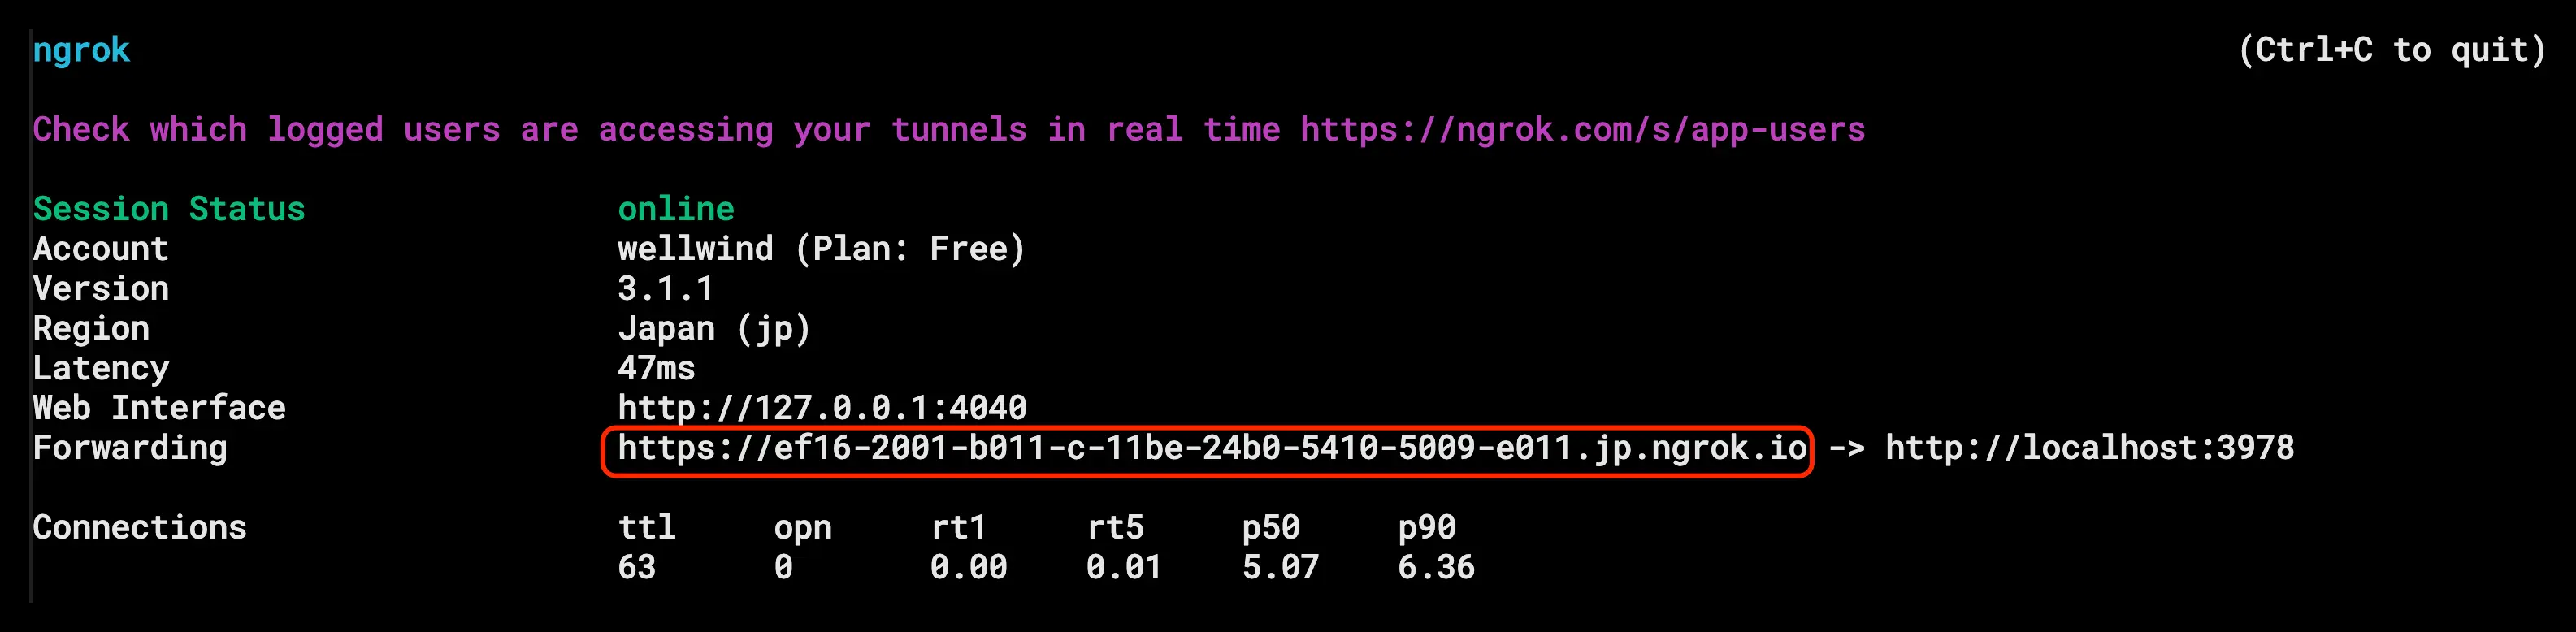 ngrok (Ctrl+C to quit)
Check which logged users are accessing your tunnels in real time https://ngrok.com/s/app-users
Session Status online
Account wellwind (Plan: Free)
Version 3.1.1
Region Japan (jp)
Latency 47ms
Web Interface http://127.0.0.1:4040
Forwarding https://ef16-2001-b011-c-11be-24b0-5410-5009-e011.jp.ngrok.io -> http://localhost:3978
Connections ttl opn rt1 rt5 p50 p90
63 0 0.00 0.01 5.07 6.36